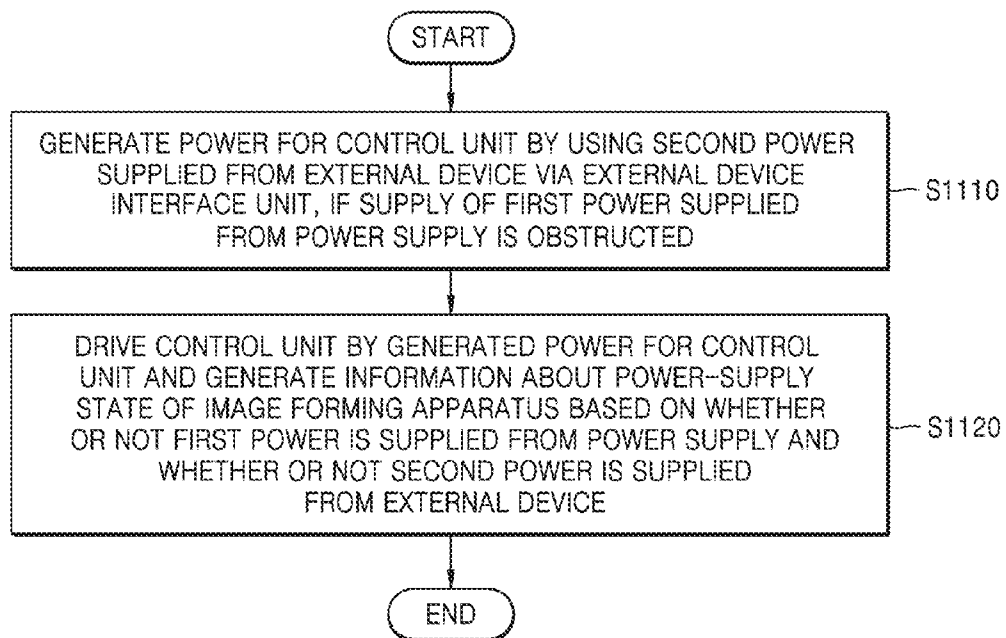 START
GENERATE POWER FOR CONTROL UNIT BY USING SECOND POWER
SUPPLIED FROM EXTERNAL DEVICE VIA EXTERNAL DEVICE
INTERFACE UNIT, IF SUPPLY OF FIRST POWER SUPPLIED
FROM POWER SUPPLY IS OBSTRUCTED
S1110
DRIVE CONTROL UNIT BY GENERATED POWER FOR CONTROL
UNIT AND GENERATE INFORMATION ABOUT POWER-SUPPLY
STATE OF IMAGE FORMING APPARATUS BASED ON WHETHER
OR NOT FIRST POWER IS SUPPLIED FROM POWER SUPPLY AND
WHETHER OR NOT SECOND POWER IS SUPPLIED
FROM EXTERNAL DEVICE
S1120
END